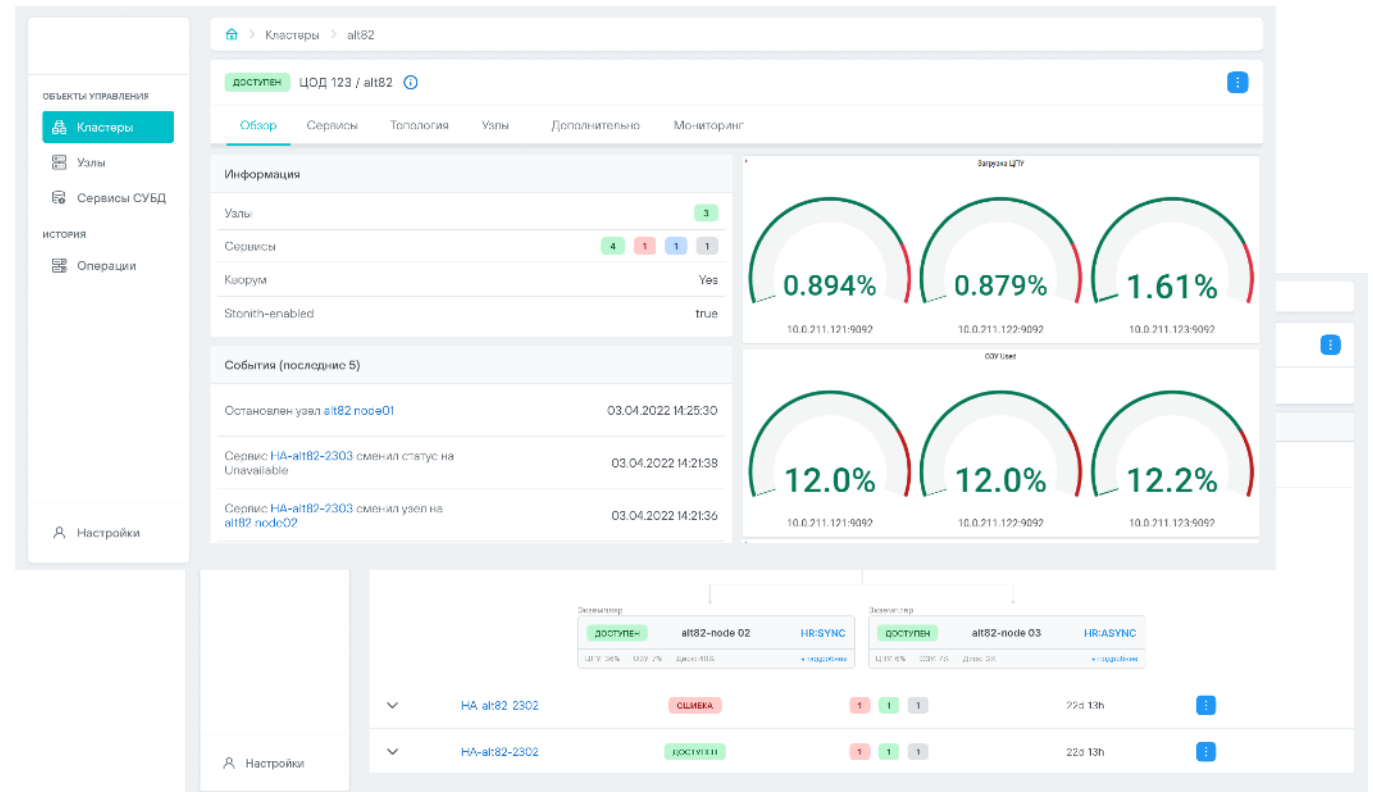 Кластеры
alt82
ДОСТУПЕН ЦОД 123 / alt82
ОБЪЕКТЫ УПРАВЛЕНИЯ
Кластеры
Узлы
Сервисы СУБД
ИСТОРИЯ
Операции
Настройки
Обзор Сервисы Топология Узлы Дополнительно Мониторинг
Информация
Узлы 3
Сервисы 4 1 1 1
Кворум Yes
Stonith-enabled true
События (последние 5)
Остановлен узел alt82 node01 03.04.2022 14:25:30
Сервис HA-alt82-2303 сменил статус на
Unavailable
03.04.2022 14:21:38
Сервис HA-alt82-2303 сменил узел на
alt82 node02
03.04.2022 14:21:36
Загрузка ЦПУ
0.894% 0.879% 1.61%
10.0.211.121:9092 10.0.211.122:9092 10.0.211.123:9092
ОЗУ Used
12.0% 12.0% 12.2%
10.0.211.121:9092 10.0.211.122:9092 10.0.211.123:9092
Экземпляр Экземпляр
ДОСТУПЕН alt82-node 02 HR:SYNC
ДОСТУПЕН alt82-node 03 HR:ASYNC
ОЗУ: 7% Диск: 48% подробнее
ЦПУ: 6% ОЗУ: 7% подробнее
HA-alt82-2302 ОШИБКА 1 1 1 22d 13h
HA-alt82-2302 ДОСТУПЕН 1 1 1 22d 13h
Настройки